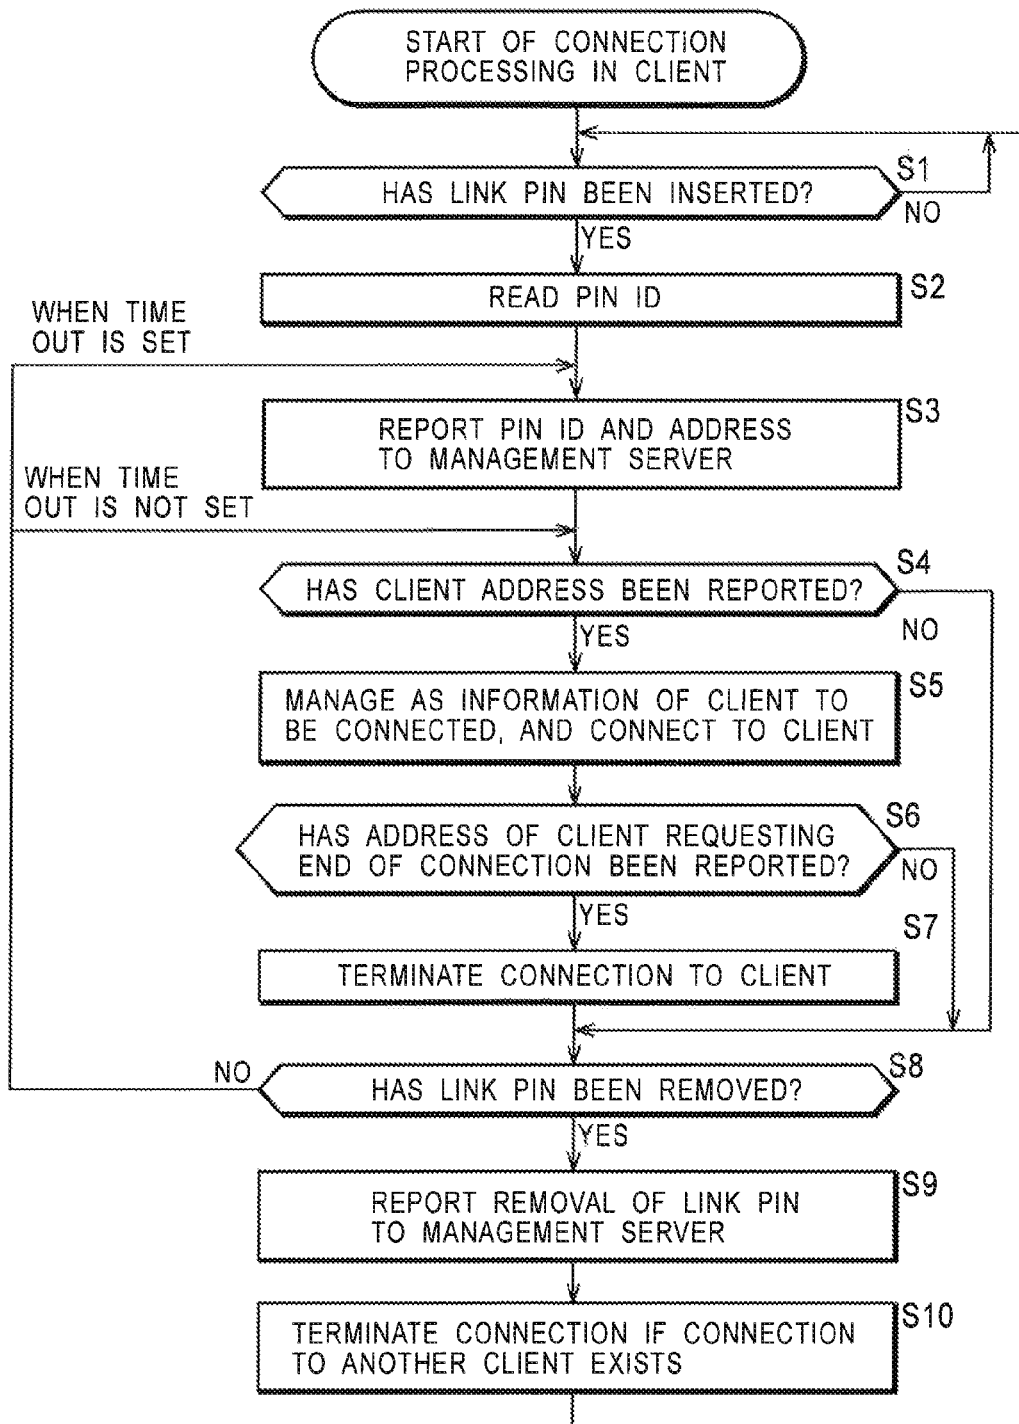 START OF CONNECTION
PROCESSING IN CLIENT
S1
HAS LINK PIN BEEN INSERTED?
NO
YES
S2
READ PIN ID
WHEN TIME
OUT IS SET
S3
REPORT PIN ID AND ADDRESS
TO MANAGEMENT SERVER
WHEN TIME
OUT IS NOT SET
S4
HAS CLIENT ADDRESS BEEN REPORTED?
NO
YES
S5
MANAGE AS INFORMATION OF CLIENT TO
BE CONNECTED, AND CONNECT TO CLIENT
S6
HAS ADDRESS OF CLIENT REQUESTING
END OF CONNECTION BEEN REPORTED?
NO
YES
S7
TERMINATE CONNECTION TO CLIENT
NO
S8
HAS LINK PIN BEEN REMOVED?
YES
S9
REPORT REMOVAL OF LINK PIN
TO MANAGEMENT SERVER
S10
TERMINATE CONNECTION IF CONNECTION
TO ANOTHER CLIENT EXISTS